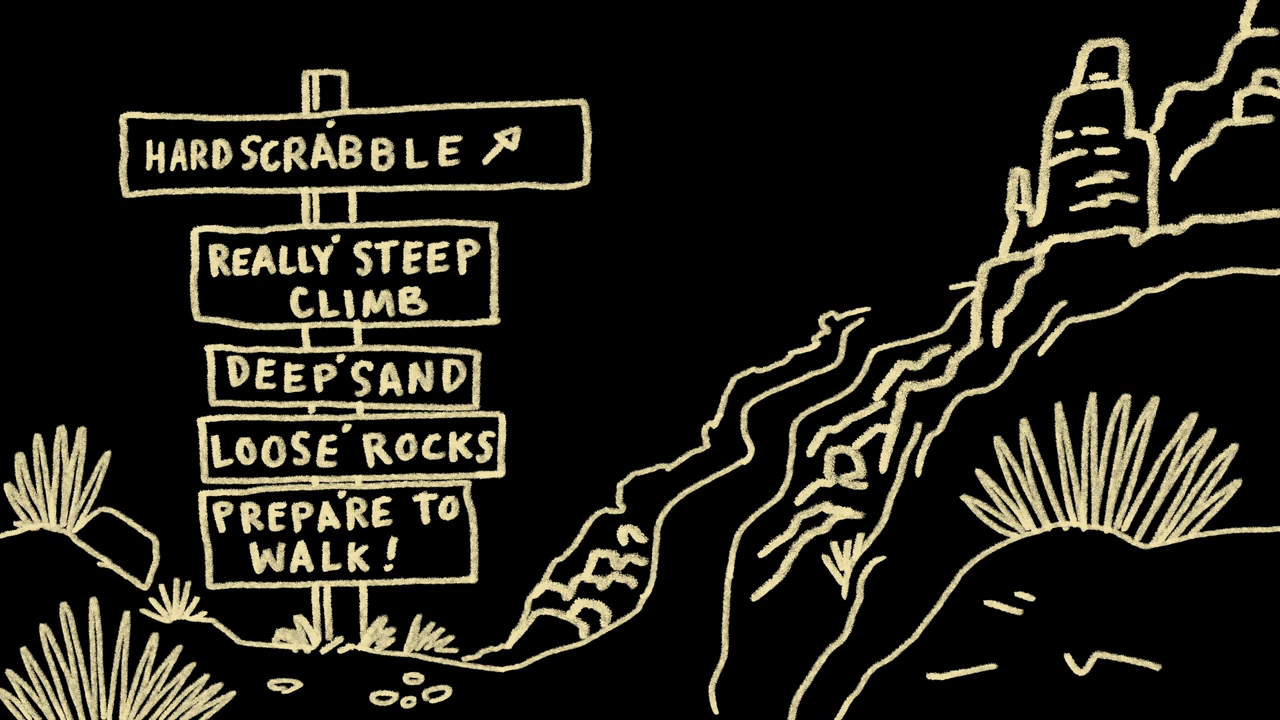 HARDSCRABBLE ↗
REALLY STEEP
CLIMB
DEEP SAND
LOOSE ROCKS
PREPARE TO
WALK!